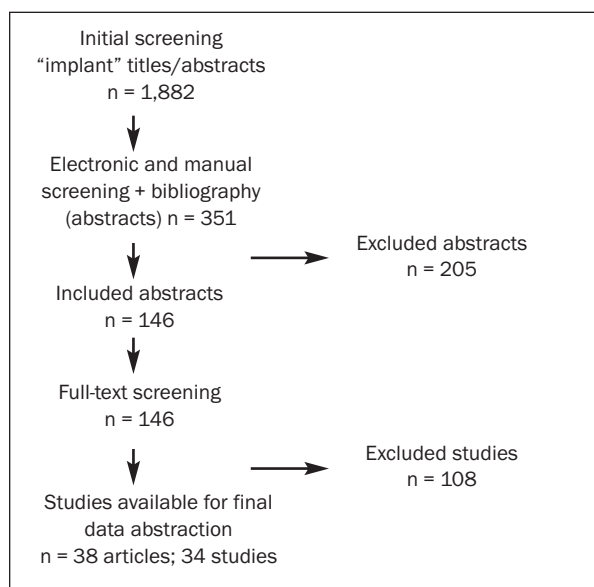 Initial screening
“implant” titles/abstracts
n = 1,882
Electronic and manual
screening + bibliography
(abstracts) n = 351
Excluded abstracts
n = 205
Included abstracts
n = 146
Full-text screening
n = 146
Excluded studies
n = 108
Studies available for final
data abstraction
n = 38 articles; 34 studies